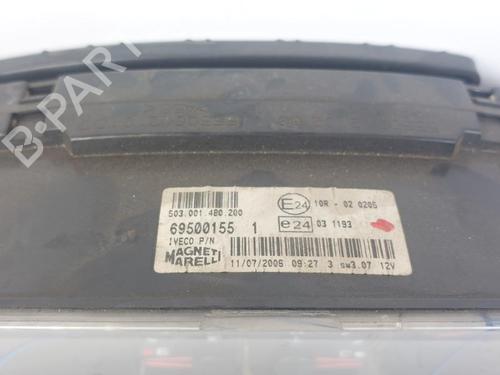 B-PARTS
503.001.480.200
69500155 1
IVECO P/N
MAGNETI
MARELLI
E24 10R - 02 0205
e24 03 1193
11/07/2006 09:27 3 sw3.07 12V